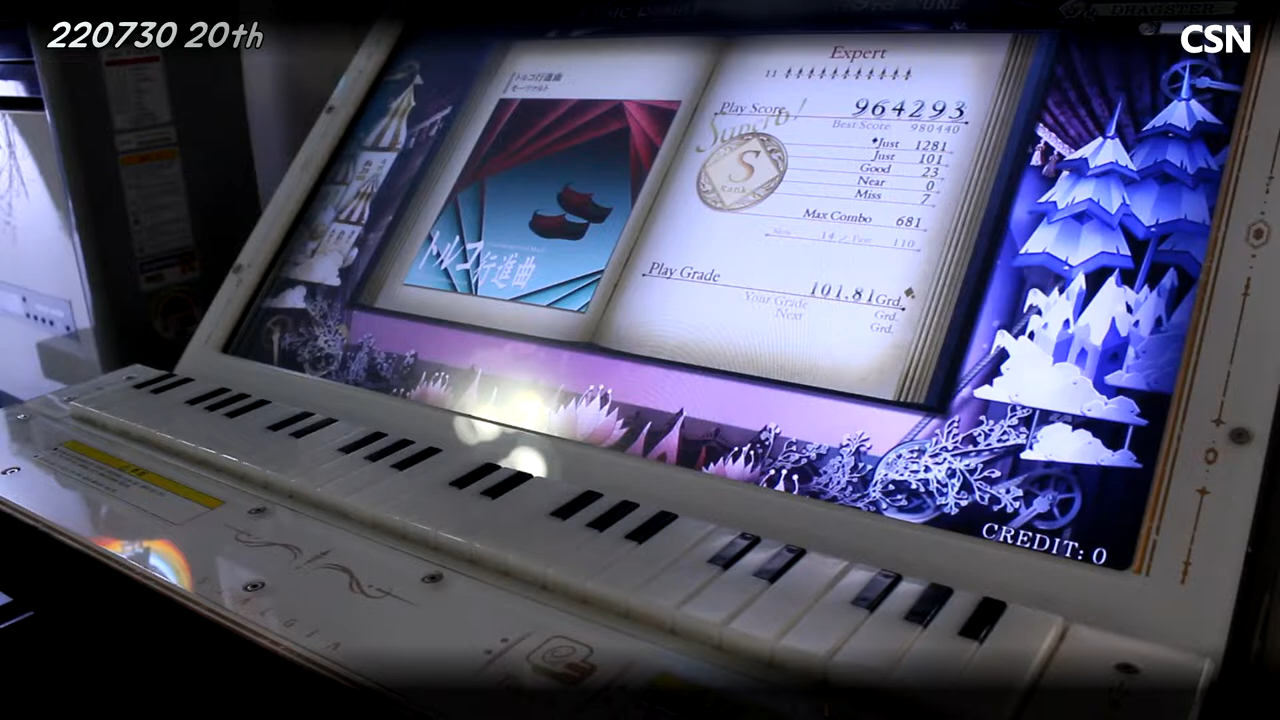 220730 20th
CSN
トルコ行進曲
モーツァルト
トルコ行進曲
Expert
11
Play Score 964293
Best Score 980440
Superb!
S
Rank
◆Just 1281
Just 101
Good 23
Near 0
Miss 7
Max Combo 681
Slow 14 / Fast 110
Play Grade
101.81 Grd.
Your Grade Grd.
Next Grd.
CREDIT: 0